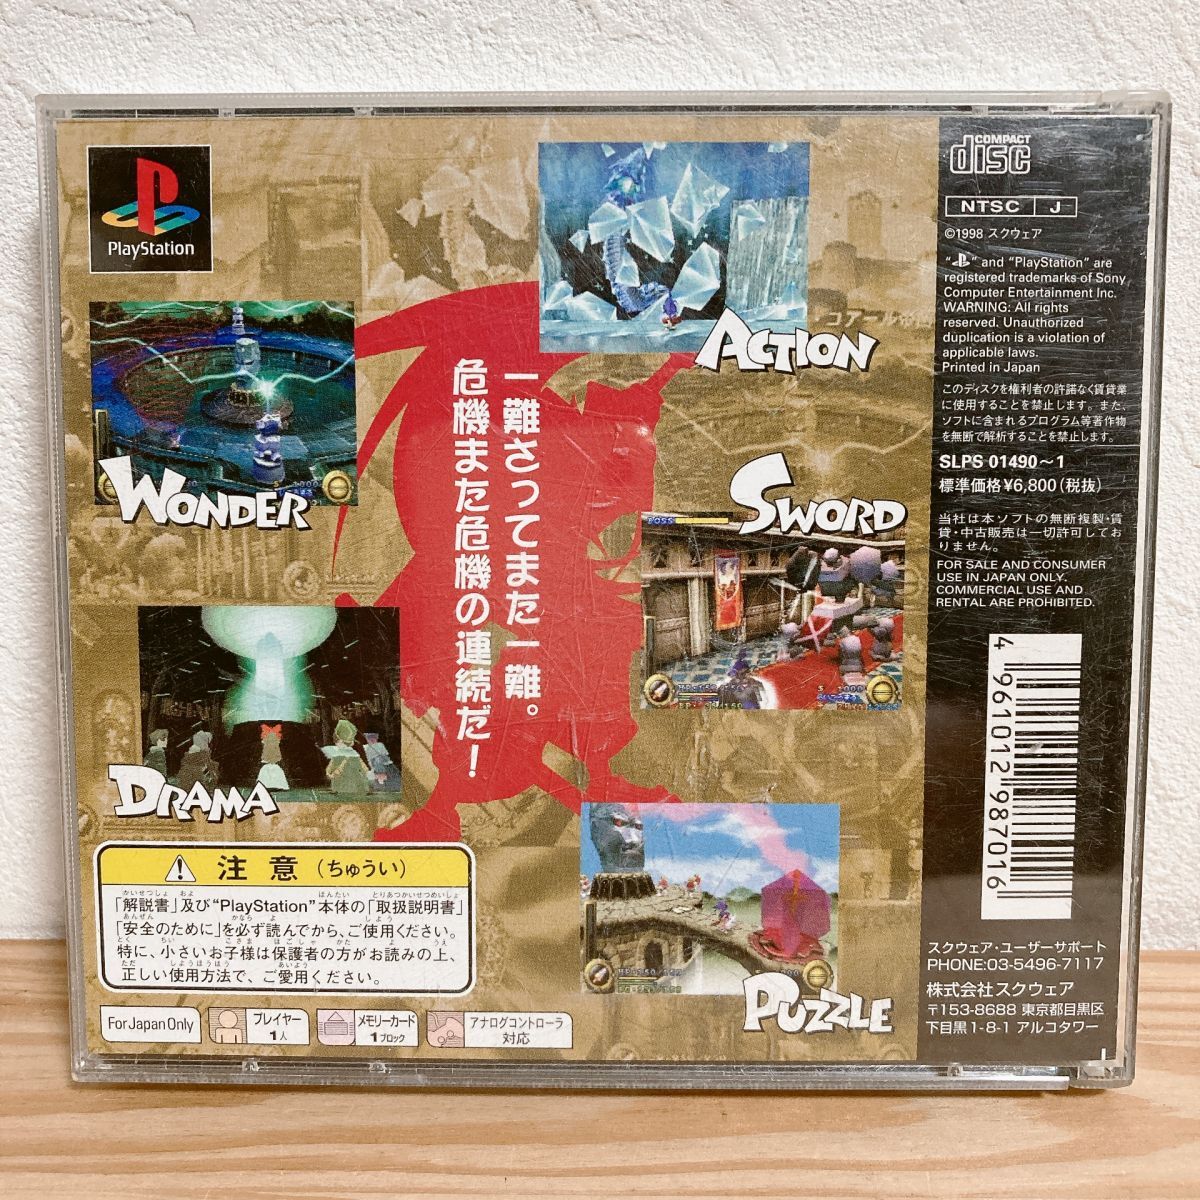 PlayStation
ACTION
WONDER
SWORD
DRAMA
PUZZLE
一難さってまた一難。
危機また危機の連続だ!
注意(ちゅうい)
「解説書」及び“PlayStation”本体の「取扱説明書」
「安全のために」を必ず読んでから、ご使用ください。
特に、小さいお子様は保護者の方がお読みの上、
正しい使用方法で、ご愛用ください。
For Japan Only
プレイヤー
1人
メモリーカード
1ブロック
アナログコントローラ
対応
COMPACT
disc
NTSC J
©1998 スクウェア
“ ” and “PlayStation” are
registered trademarks of Sony
Computer Entertainment Inc.
WARNING: All rights
reserved. Unauthorized
duplication is a violation of
applicable laws.
Printed in Japan
このディスクを権利者の許諾なく賃貸業
に使用することを禁止します。また、
ソフトに含まれるプログラム等著作物
を無断で解析することを禁止します。
SLPS 01490~1
標準価格¥6,800(税抜)
当社は本ソフトの無断複製・賃
貸・中古販売は一切許可してお
りません。
FOR SALE AND CONSUMER
USE IN JAPAN ONLY.
COMMERCIAL USE AND
RENTAL ARE PROHIBITED.
4 961012 987016
スクウェア・ユーザーサポート
PHONE:03-5496-7117
株式会社スクウェア
〒153-8688 東京都目黒区
下目黒1-8-1 アルコタワー